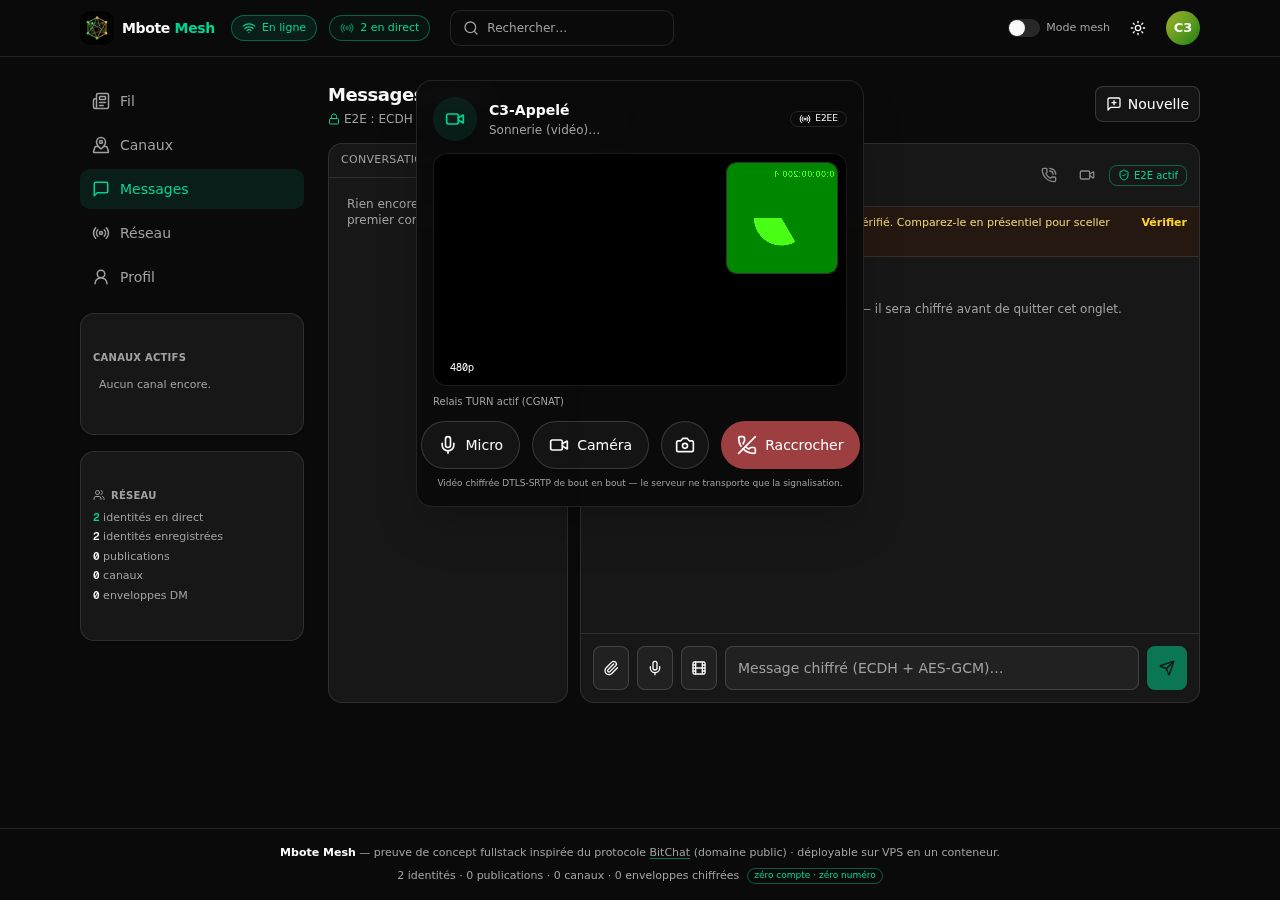 Mbote Mesh
En ligne
2 en direct
Rechercher…
Mode mesh
C3
Fil
Canaux
Messages
Réseau
Profil
CANAUX ACTIFS
Aucun canal encore.
RÉSEAU
2 identités en direct
2 identités enregistrées
0 publications
0 canaux
0 enveloppes DM
Messages
E2E : ECDH
Nouvelle
CONVERSATI
Rien encore
premier con
E2E actif
érifié. Comparez-le en présentiel pour sceller
Vérifier
— il sera chiffré avant de quitter cet onglet.
C3-Appelé
Sonnerie (vidéo)…
E2EE
480p
Relais TURN actif (CGNAT)
Micro
Caméra
Raccrocher
Vidéo chiffrée DTLS-SRTP de bout en bout — le serveur ne transporte que la signalisation.
Message chiffré (ECDH + AES-GCM)…
Mbote Mesh — preuve de concept fullstack inspirée du protocole BitChat (domaine public) · déployable sur VPS en un conteneur.
2 identités · 0 publications · 0 canaux · 0 enveloppes chiffrées
zéro compte · zéro numéro